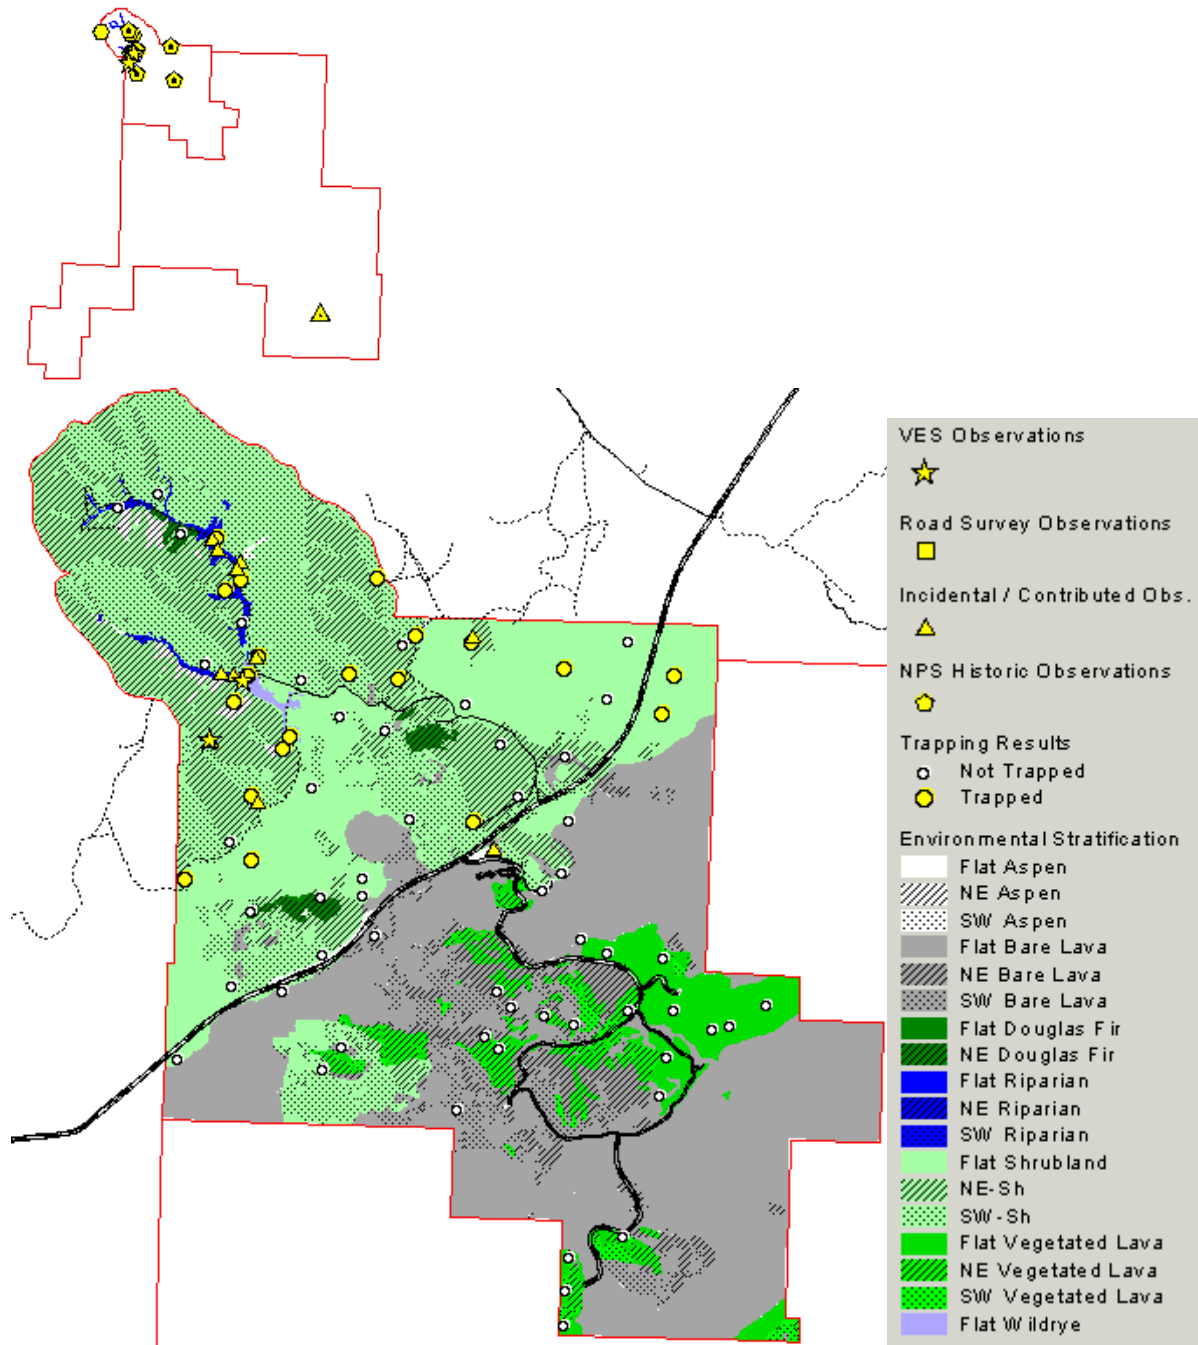 VES Observations
Road Survey Observations
Incidental / Contributed Obs.
NPS Historic Observations
Trapping Results
Not Trapped
Trapped
Environmental Stratification
Flat Aspen
NE Aspen
SW Aspen
Flat Bare Lava
NE Bare Lava
SW Bare Lava
Flat Douglas Fir
NE Douglas Fir
Flat Riparian
NE Riparian
SW Riparian
Flat Shrubland
NE-Sh
SW-Sh
Flat Vegetated Lava
NE Vegetated Lava
SW Vegetated Lava
Flat Wildrye